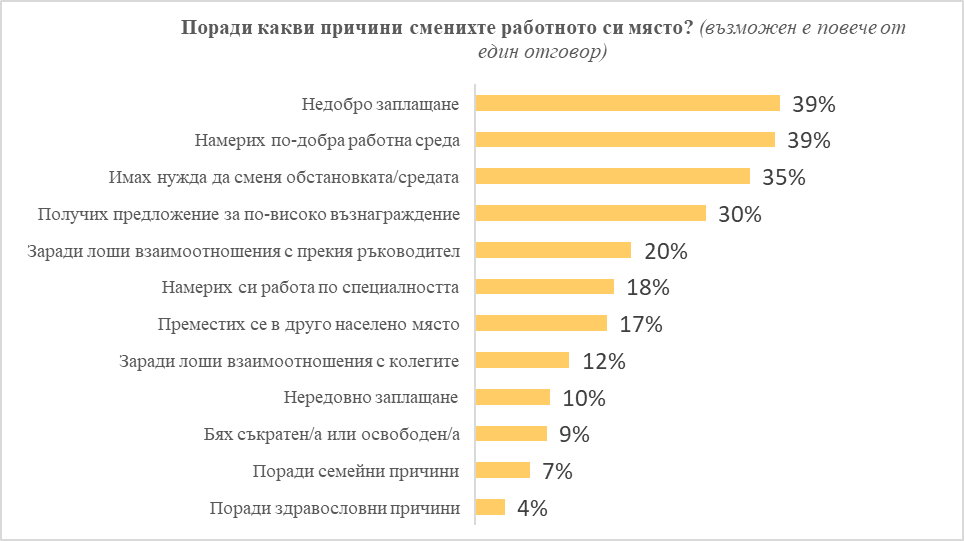 Поради какви причини сменихте работното си място? (възможен е повече от
един отговор)
Недобро заплащане 39%
Намерих по-добра работна среда 39%
Имах нужда да сменя обстановката/средата 35%
Получих предложение за по-високо възнаграждение 30%
Заради лоши взаимоотношения с прекия ръководител 20%
Намерих си работа по специалността 18%
Преместих се в друго населено място 17%
Заради лоши взаимоотношения с колегите 12%
Нередовно заплащане 10%
Бях съкратен/а или освободен/а 9%
Поради семейни причини 7%
Поради здравословни причини 4%